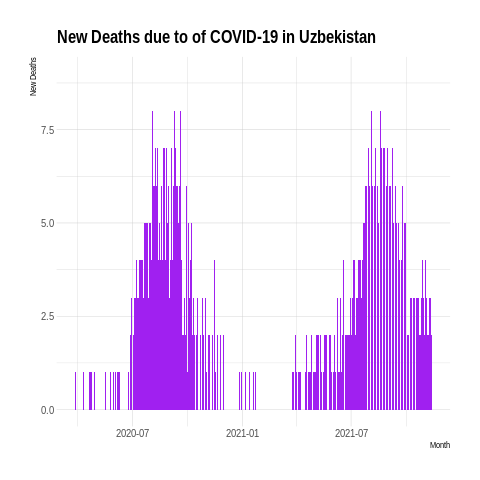 New Deaths due to of COVID-19 in Uzbekistan
New Deaths
7.5
5.0
2.5
0.0
2020-07 2021-01 2021-07
Month